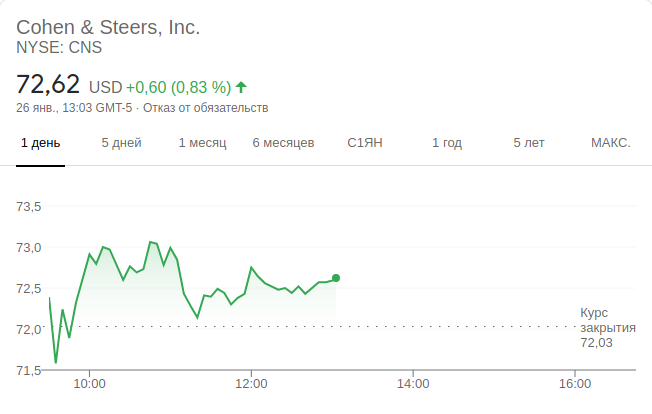 Cohen & Steers, Inc.
NYSE: CNS
72,62 USD +0,60 (0,83 %)
26 янв., 13:03 GMT-5 · Отказ от обязательств
1 день 5 дней 1 месяц 6 месяцев С1ЯН 1 год 5 лет МАКС.
73,5
73,0
72,5
72,0
71,5
Курс
закрытия
72,03
10:00 12:00 14:00 16:00